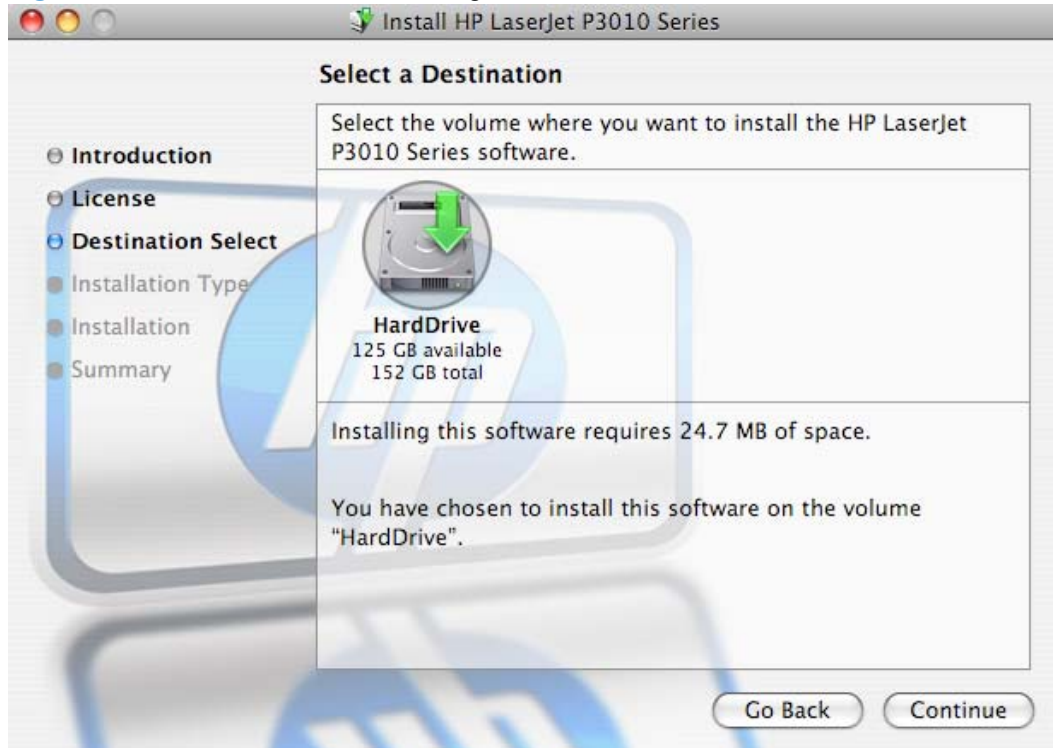 Install HP LaserJet P3010 Series
Select a Destination
Introduction
License
Destination Select
Installation Type
Installation
Summary
Select the volume where you want to install the HP LaserJet
P3010 Series software.
HardDrive
125 GB available
152 GB total
Installing this software requires 24.7 MB of space.
You have chosen to install this software on the volume
“HardDrive”.
Go Back
Continue
hp